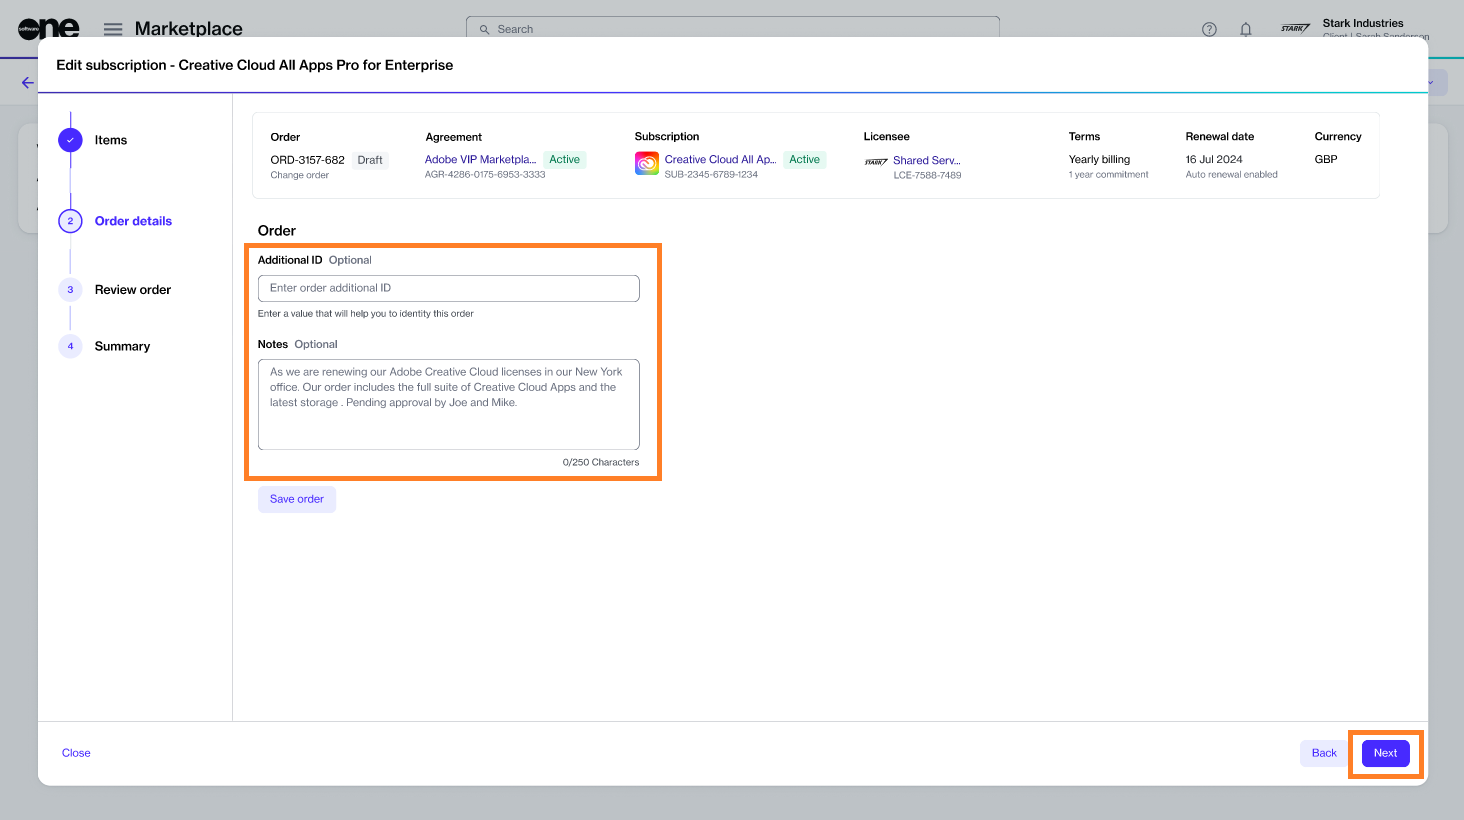 software one
Marketplace
Search
Stark Industries
Client | Sarah Sanderson
STARK
Edit subscription - Creative Cloud All Apps Pro for Enterprise
Items
2 Order details
3 Review order
4 Summary
Order
ORD-3157-682 Draft
Change order
Agreement
Adobe VIP Marketpla... Active
AGR-4286-0175-6953-3333
Subscription
Creative Cloud All Ap... Active
SUB-2345-6789-1234
Licensee
STARK Shared Serv...
LCE-7588-7489
Terms
Yearly billing
1 year commitment
Renewal date
16 Jul 2024
Auto renewal enabled
Currency
GBP
Order
Additional ID Optional
Enter order additional ID
Enter a value that will help you to identity this order
Notes Optional
As we are renewing our Adobe Creative Cloud licenses in our New York
office. Our order includes the full suite of Creative Cloud Apps and the
latest storage . Pending approval by Joe and Mike.
0/250 Characters
Save order
Close
Back
Next